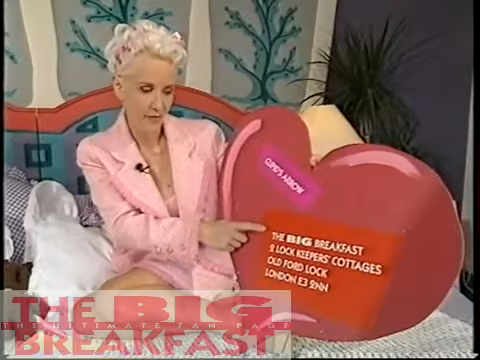 CUPID'S ARROW
THE BIG BREAKFAST
2 LOCK KEEPERS' COTTAGES
OLD FORD LOCK
LONDON E3 2NN
THE BIG
THE ULTIMATE FAN PAGE
BREAKFAST